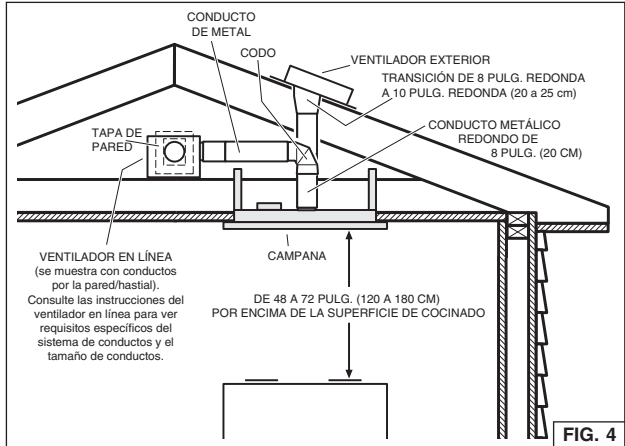 CONDUCTO
DE METAL
CODO
VENTILADOR EXTERIOR
TRANSICIÓN DE 8 PULG. REDONDA
A 10 PULG. REDONDA (20 a 25 cm)
TAPA DE
PARED
CONDUCTO METÁLICO
REDONDO DE
8 PULG. (20 CM)
VENTILADOR EN LÍNEA
(se muestra con conductos
por la pared/hastial).
Consulte las instrucciones del
ventilador en línea para ver
requisitos específicos del
sistema de conductos y el
tamaño de conductos.
CAMPANA
DE 48 A 72 PULG. (120 A 180 CM)
POR ENCIMA DE LA SUPERFICIE DE COCINADO
FIG. 4